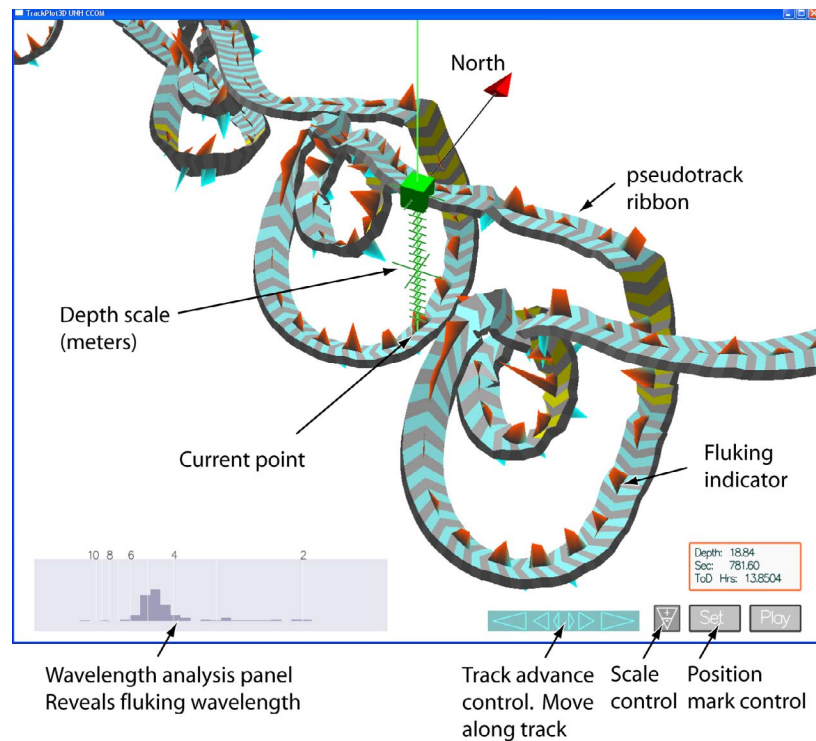 TrackPlot3D UNH CCOM
North
pseudotrack
ribbon
Depth scale
(meters)
Current point
Fluking
indicator
10 8 6 4 2
Depth: 18.84
Sec: 781.60
ToD Hrs: 13.8504
Set
Play
Wavelength analysis panel
Reveals fluking wavelength
Track advance
control. Move
along track
Scale
control
Position
mark control